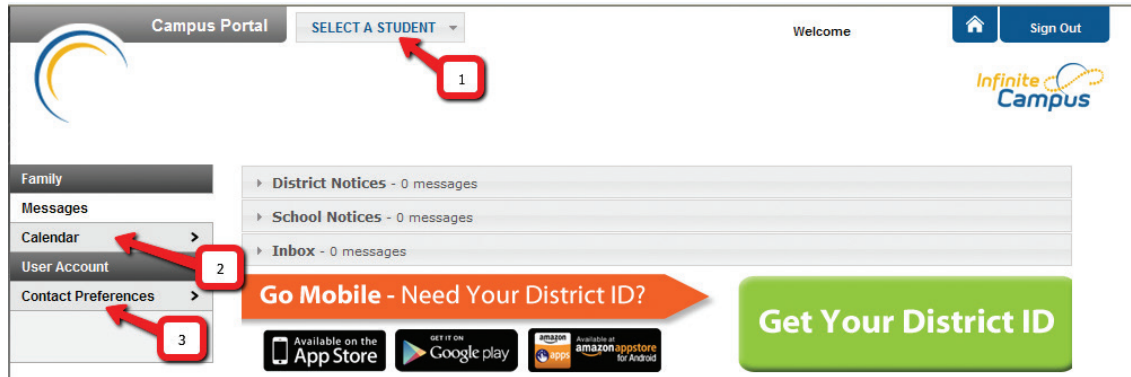 Campus Portal
SELECT A STUDENT
Welcome
Sign Out
1
Infinite
Campus
Family
Messages
Calendar >
User Account
Contact Preferences >
2
3
District Notices - 0 messages
School Notices - 0 messages
Inbox - 0 messages
Go Mobile - Need Your District ID?
Available on the
App Store
GET IT ON
Google play
amazon
apps
Available at
amazon appstore
for Android
Get Your District ID